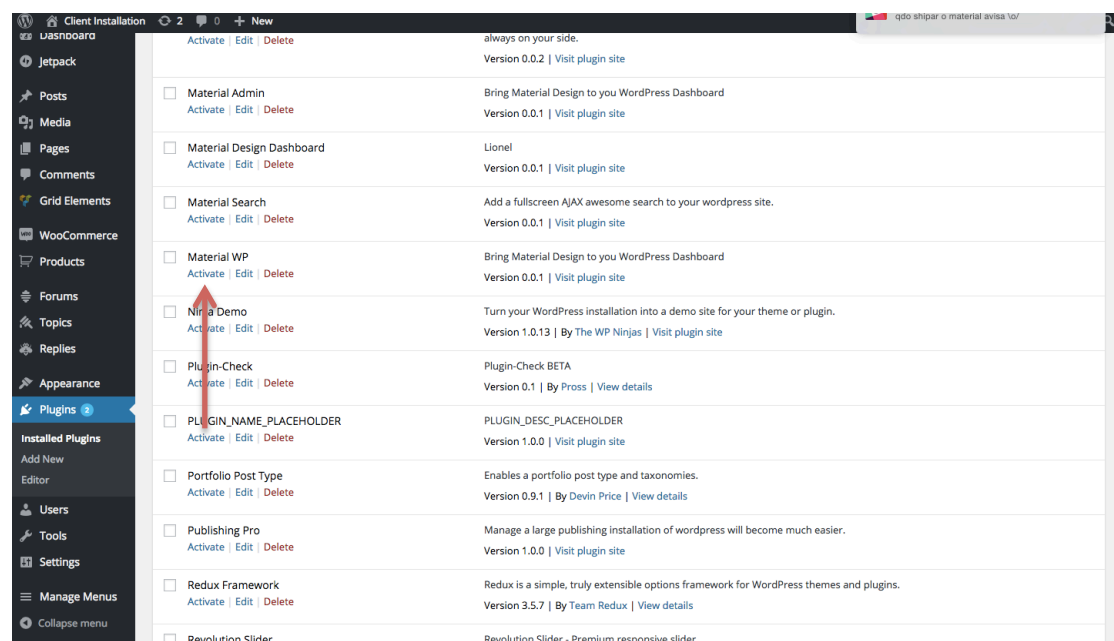 Client Installation 2 0 + New
qdo shipar o material avisa \o/
Dashboard
Jetpack
Posts
Media
Pages
Comments
Grid Elements
WooCommerce
Products
Forums
Topics
Replies
Appearance
Plugins 2
Installed Plugins
Add New
Editor
Users
Tools
Settings
Manage Menus
Collapse menu
Activate | Edit | Delete
always on your side.
Version 0.0.2 | Visit plugin site
Material Admin
Activate | Edit | Delete
Bring Material Design to you WordPress Dashboard
Version 0.0.1 | Visit plugin site
Material Design Dashboard
Activate | Edit | Delete
Lionel
Version 0.0.1 | Visit plugin site
Material Search
Activate | Edit | Delete
Add a fullscreen AJAX awesome search to your wordpress site.
Version 0.0.1 | Visit plugin site
Material WP
Activate | Edit | Delete
Bring Material Design to you WordPress Dashboard
Version 0.0.1 | Visit plugin site
Ninja Demo
Activate | Edit | Delete
Turn your WordPress installation into a demo site for your theme or plugin.
Version 1.0.13 | By The WP Ninjas | Visit plugin site
Plugin-Check
Activate | Edit | Delete
Plugin-Check BETA
Version 0.1 | By Pross | View details
PLUGIN_NAME_PLACEHOLDER
Activate | Edit | Delete
PLUGIN_DESC_PLACEHOLDER
Version 1.0.0 | Visit plugin site
Portfolio Post Type
Activate | Edit | Delete
Enables a portfolio post type and taxonomies.
Version 0.9.1 | By Devin Price | View details
Publishing Pro
Activate | Edit | Delete
Manage a large publishing installation of wordpress will become much easier.
Version 1.0.0 | Visit plugin site
Redux Framework
Activate | Edit | Delete
Redux is a simple, truly extensible options framework for WordPress themes and plugins.
Version 3.5.7 | By Team Redux | View details
Revolution Slider
Revolution Slider - Premium responsive slider